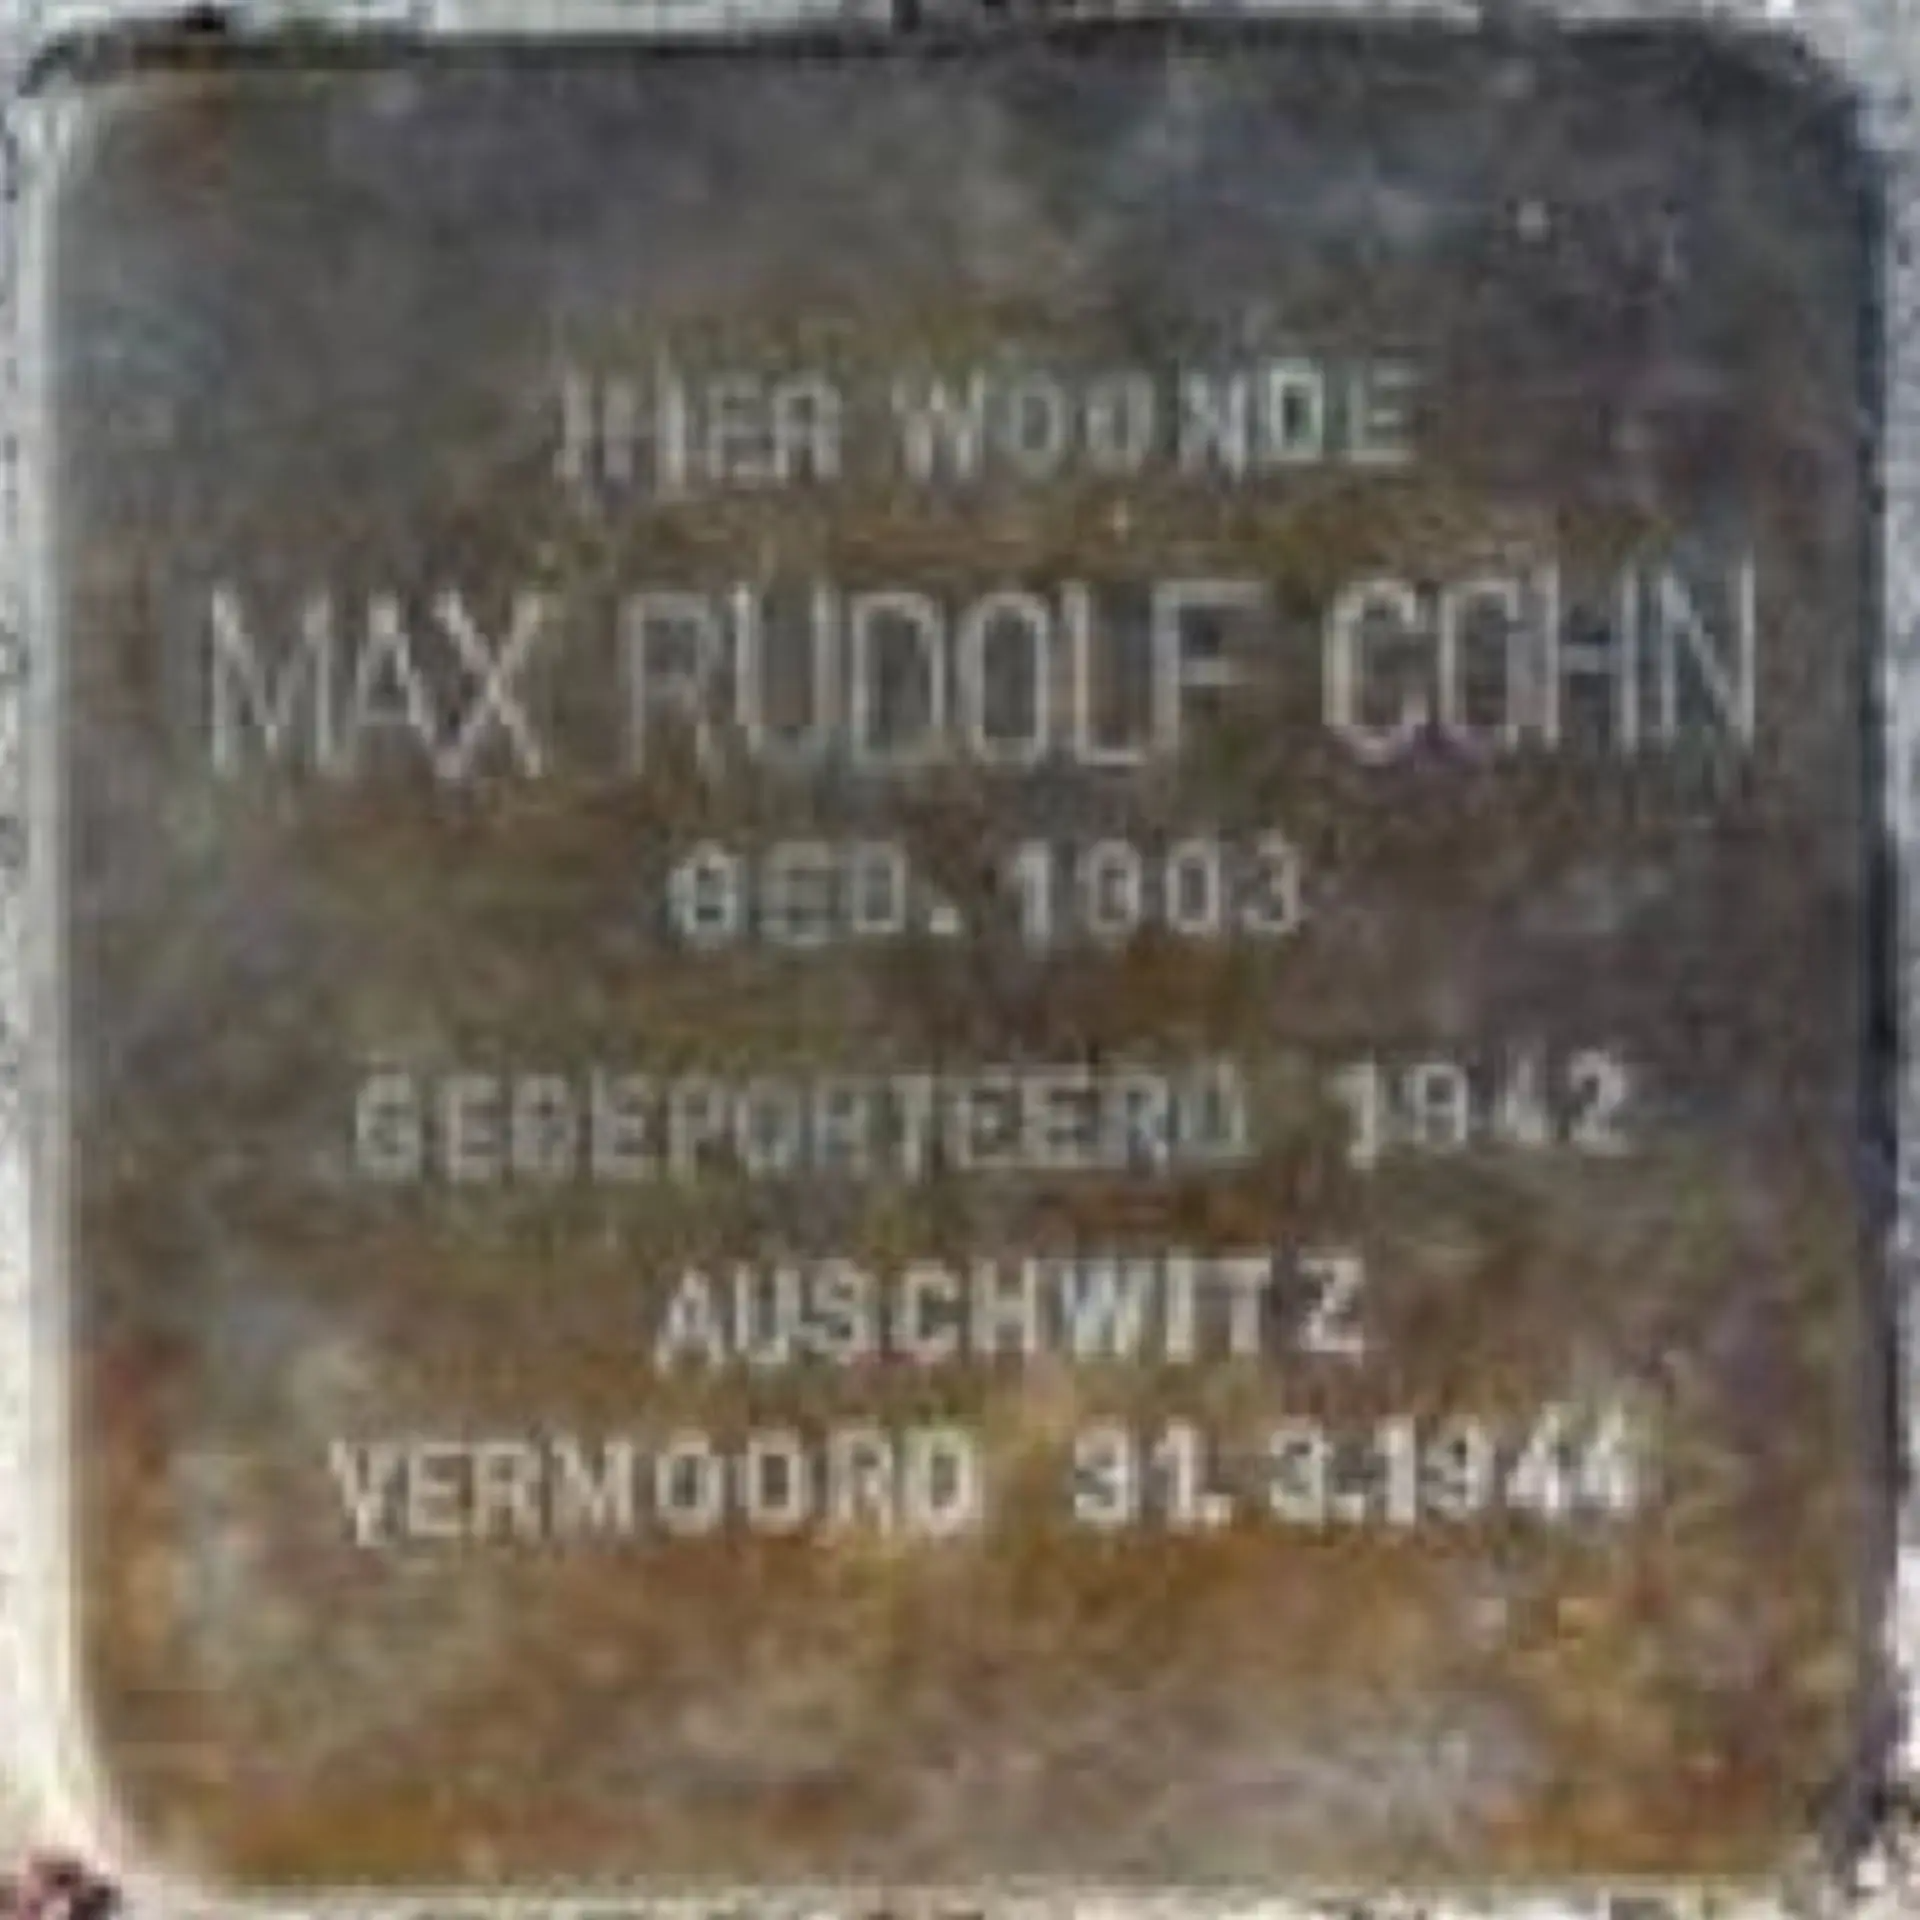 HIER WOONDE
MAX RUDOLF COHN
GEB. 1903
GEDEPORTEERD 1942
AUSCHWITZ
VERMOORD 31.3.1944